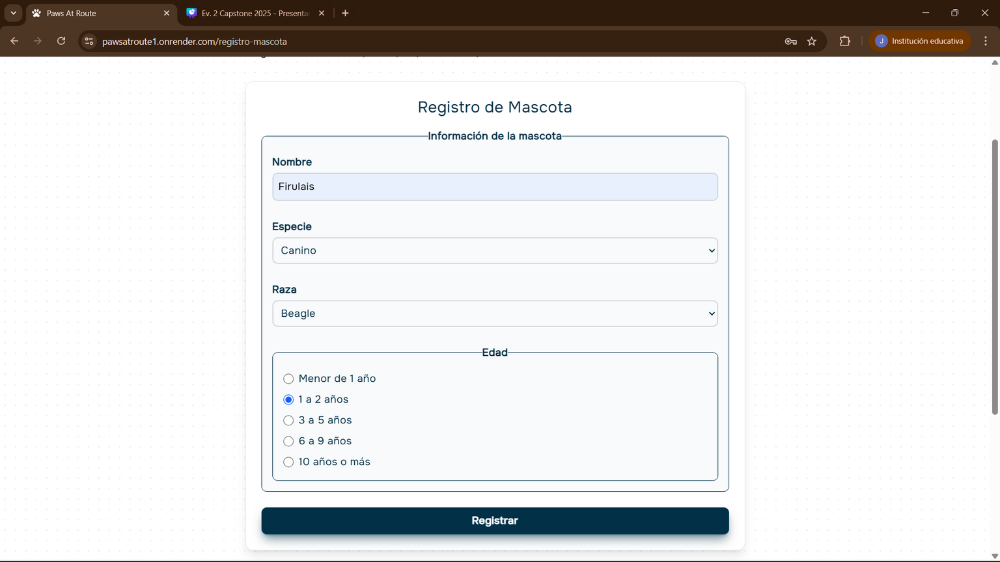 Paws At Route
Ev. 2 Capstone 2025 - Presenta
pawsatroute1.onrender.com/registro-mascota
J
Institución educativa
Registro de Mascota
Información de la mascota
Nombre
Firulais
Especie
Canino
Raza
Beagle
Edad
Menor de 1 año
1 a 2 años
3 a 5 años
6 a 9 años
10 años o más
Registrar